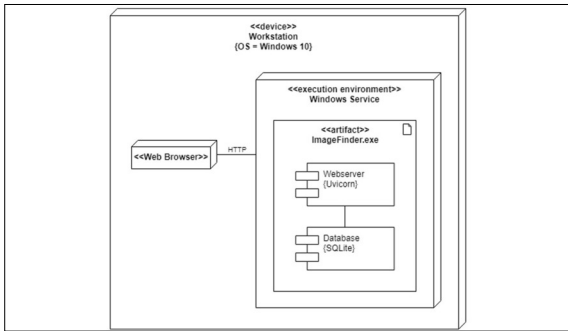 <<device>>
Workstation
{OS = Windows 10}
<<execution environment>>
Windows Service
<<artifact>>
ImageFinder.exe
<<Web Browser>>
HTTP
Webserver
{Uvicorn}
Database
{SQLite}